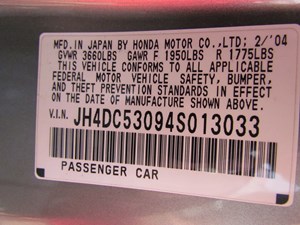 MFD. IN JAPAN BY HONDA MOTOR CO.,LTD; 2/'04
GVWR 3660LBS GAWR F 1950LBS R 1775LBS
THIS VEHICLE CONFORMS TO ALL APPLICABLE
FEDERAL MOTOR VEHICLE SAFETY, BUMPER,
AND THEFT PREVENTION STANDARDS IN EFFECT
ON THE DATE OF MANUFACTURE SHOWN ABOVE.
V.I.N. JH4DC53094S013033
PASSENGER CAR